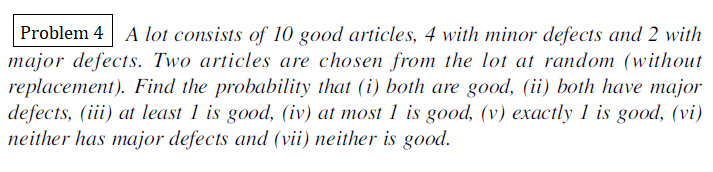 Problem 4 A lot consists of 10 good articles, 4 with minor defects and 2 with
major defects. Two articles are chosen from the lot at random (without
replacement). Find the probability that (i) both are good, (ii) both have major
defects, (iii) at least 1 is good, (iv) at most 1 is good, (v) exactly 1 is good, (vi)
neither has major defects and (vii) neither is good.